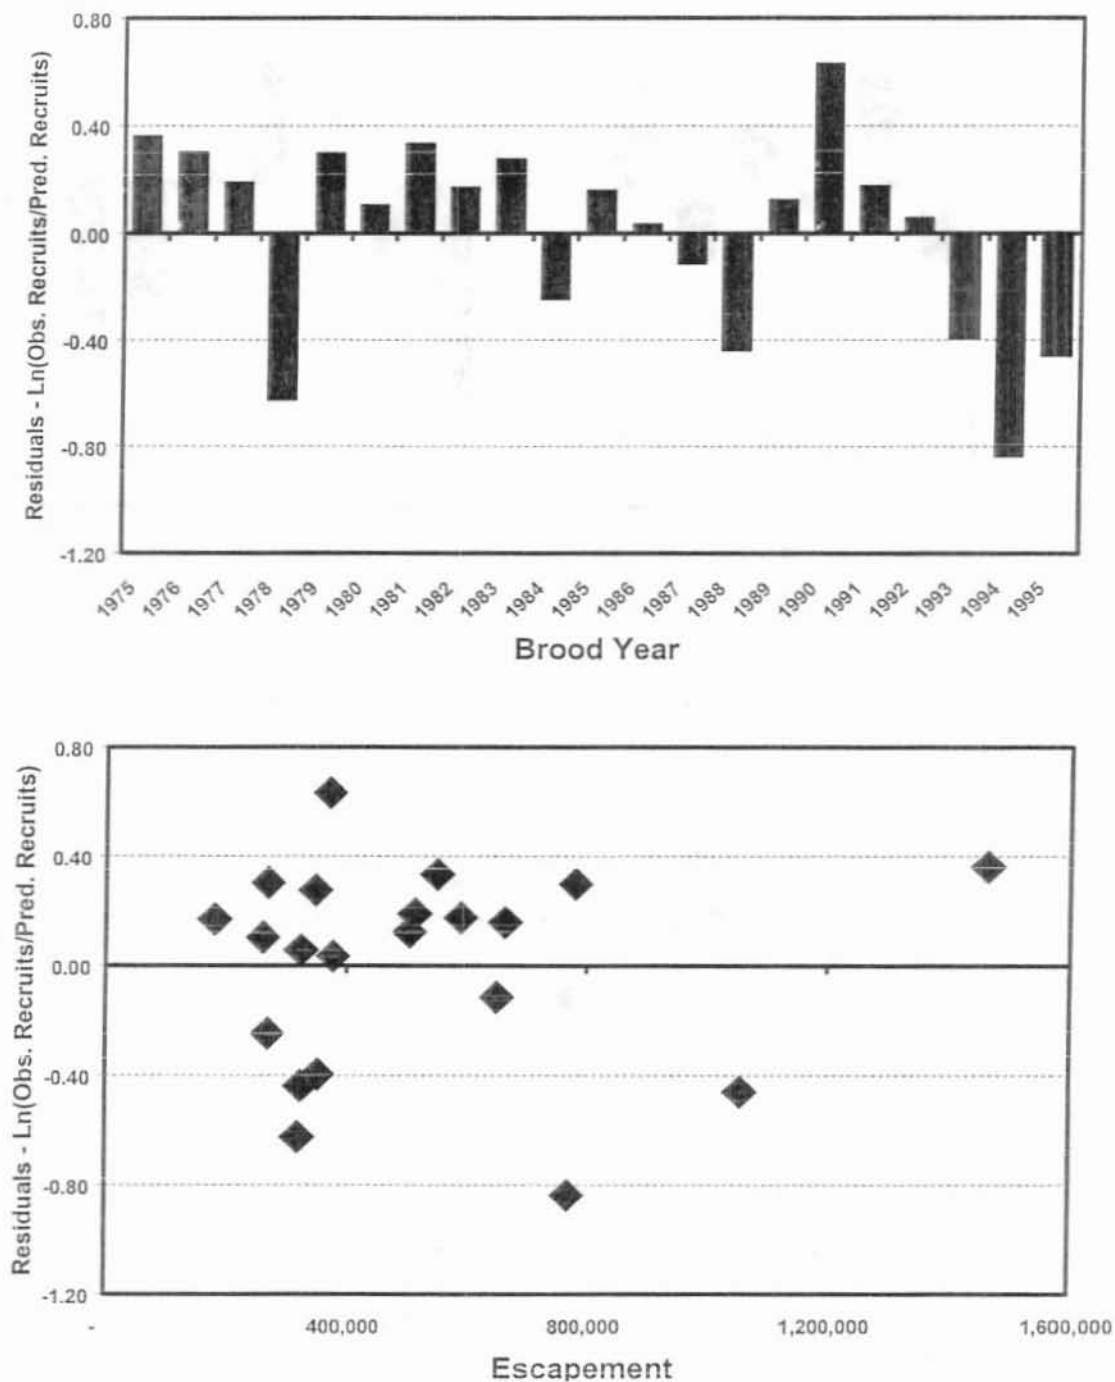 Residuals - Ln(Obs. Recruits/Pred. Recruits)
0.80
0.40
0.00
-0.40
-0.80
-1.20
1975 1976 1977 1978 1979 1980 1981 1982 1983 1984 1985 1986 1987 1988 1989 1990 1991 1992 1993 1994 1995
Brood Year
Residuals - Ln(Obs. Recruits/Pred. Recruits)
0.80
0.40
0.00
-0.40
-0.80
-1.20
- 400,000 800,000 1,200,000 1,600,000
Escapement